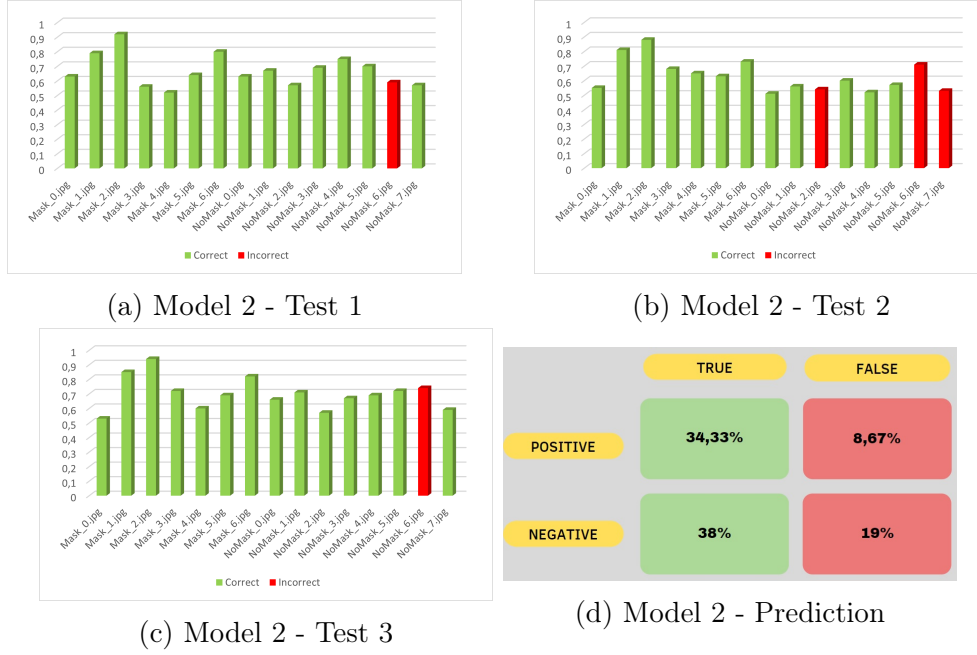 1
0,9
0,8
0,7
0,6
0,5
0,4
0,3
0,2
0,1
0
Mask_0.jpg
Mask_1.jpg
Mask_2.jpg
Mask_3.jpg
Mask_4.jpg
Mask_5.jpg
Mask_6.jpg
NoMask_0.jpg
NoMask_1.jpg
NoMask_2.jpg
NoMask_3.jpg
NoMask_4.jpg
NoMask_5.jpg
NoMask_6.jpg
NoMask_7.jpg
Correct Incorrect
(a) Model 2 - Test 1
1
0,9
0,8
0,7
0,6
0,5
0,4
0,3
0,2
0,1
0
Mask_0.jpg
Mask_1.jpg
Mask_2.jpg
Mask_3.jpg
Mask_4.jpg
Mask_5.jpg
Mask_6.jpg
NoMask_0.jpg
NoMask_1.jpg
NoMask_2.jpg
NoMask_3.jpg
NoMask_4.jpg
NoMask_5.jpg
NoMask_6.jpg
NoMask_7.jpg
Correct Incorrect
(b) Model 2 - Test 2
1
0,9
0,8
0,7
0,6
0,5
0,4
0,3
0,2
0,1
0
Mask_0.jpg
Mask_1.jpg
Mask_2.jpg
Mask_3.jpg
Mask_4.jpg
Mask_5.jpg
Mask_6.jpg
NoMask_0.jpg
NoMask_1.jpg
NoMask_2.jpg
NoMask_3.jpg
NoMask_4.jpg
NoMask_5.jpg
NoMask_6.jpg
NoMask_7.jpg
Correct Incorrect
(c) Model 2 - Test 3
TRUE FALSE
POSITIVE 34,33% 8,67%
NEGATIVE 38% 19%
(d) Model 2 - Prediction